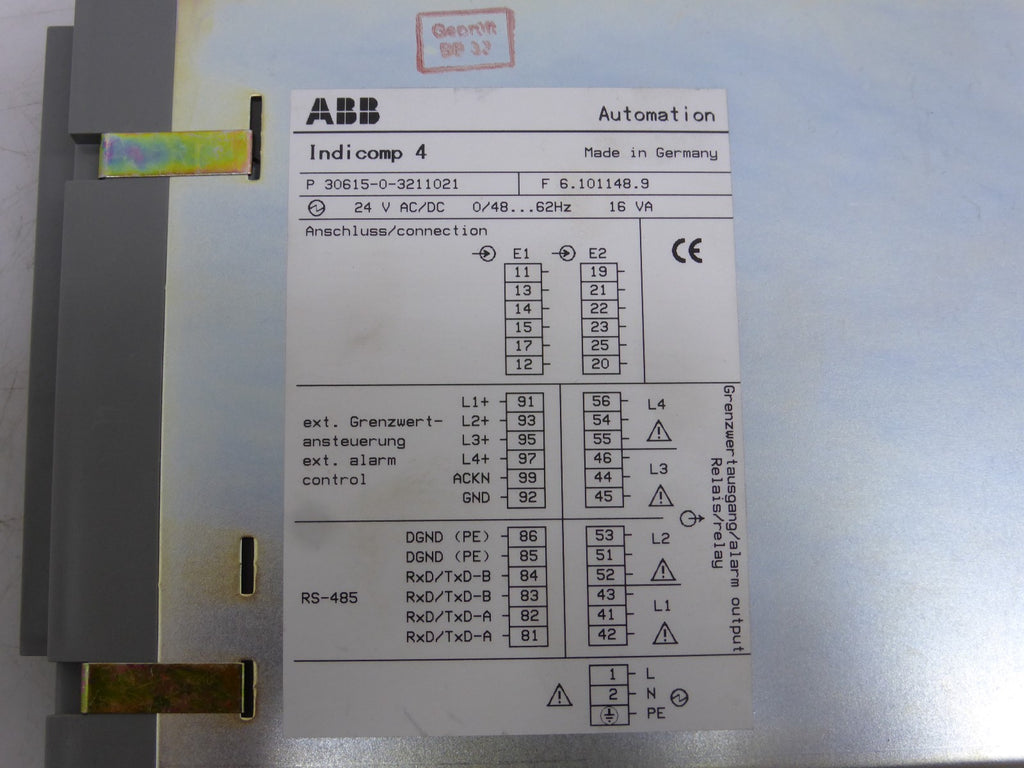 Geprüft
ABB Automation
Indicomp 4 Made in Germany
P 30615-0-3211021 F 6.101148.9
24 V AC/DC 0/48...62Hz 16 VA
Anschluss/connection
CE
E1 E2
11 19
13 21
14 22
15 23
17 25
12 20
L1+ 91 56 L4
ext. Grenzwert- L2+ 93 54
ansteuerung L3+ 95 55
ext. alarm L4+ 97 46 L3
control ACKN 99 44
GND 92 45
DGND (PE) 86 53 L2
DGND (PE) 85 51
RxD/TxD-B 84 52
RS-485 RxD/TxD-B 83 43 L1
RxD/TxD-A 82 41
RxD/TxD-A 81 42
Grenzwertausgang/alarm output
Relais/relay
1 L
2 N
PE